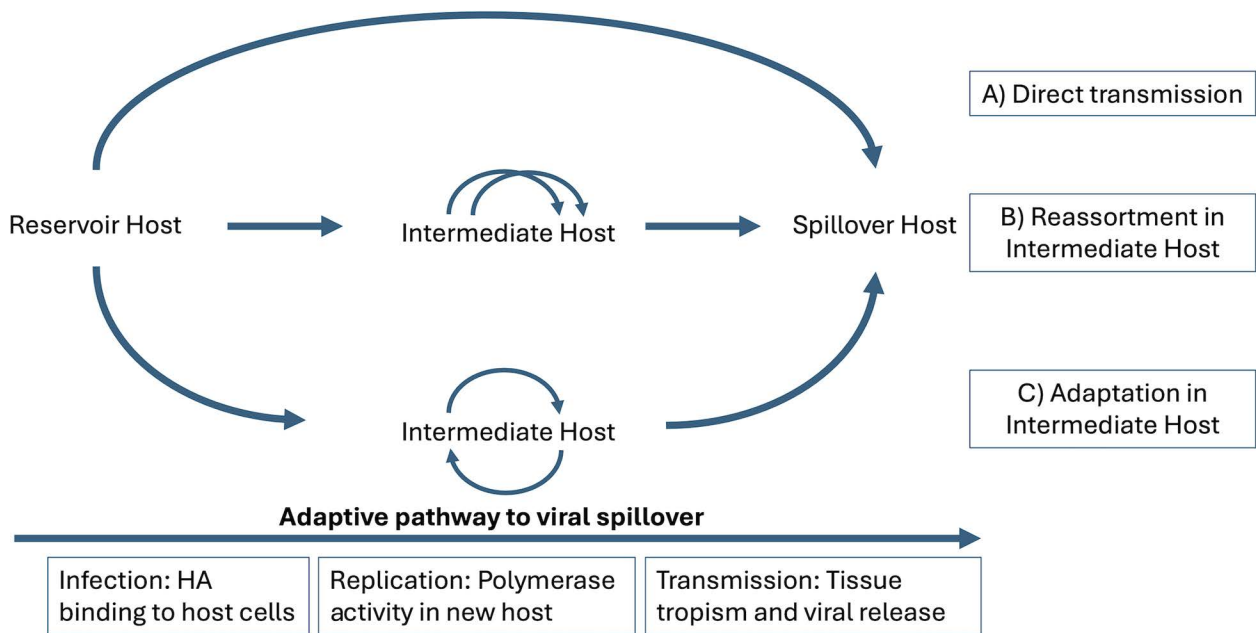 A) Direct transmission
Reservoir Host
Intermediate Host
Spillover Host
B) Reassortment in
Intermediate Host
Intermediate Host
C) Adaptation in
Intermediate Host
Adaptive pathway to viral spillover
Infection: HA
binding to host cells
Replication: Polymerase
activity in new host
Transmission: Tissue
tropism and viral release